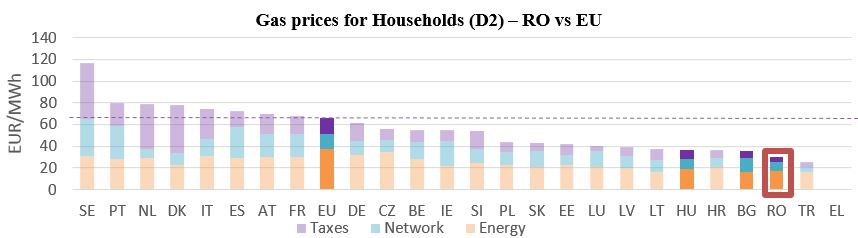 Gas prices for Households (D2) – RO vs EU
EUR/MWh
140
120
100
80
60
40
20
0
SE PT NL DK IT ES AT FR EU DE CZ BE IE SI PL SK EE LU LV LT HU HR BG RO TR EL
Taxes Network Energy